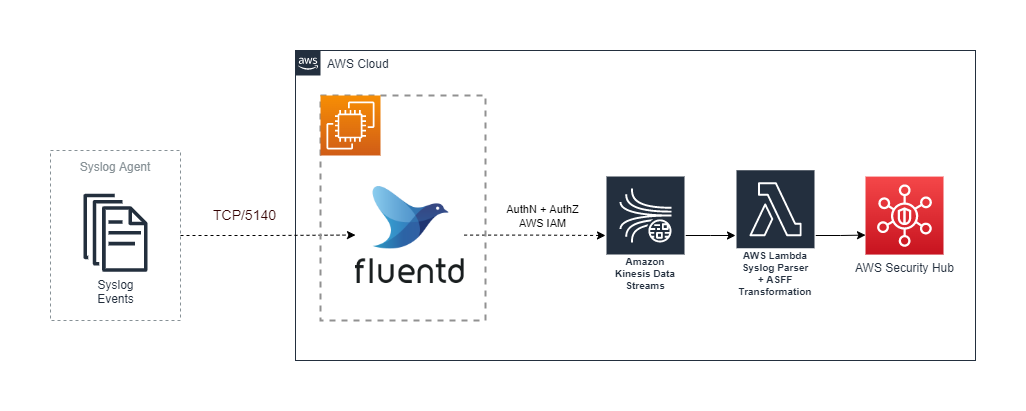 aws
AWS Cloud
Syslog Agent
Syslog
Events
TCP/5140
fluentd
AuthN + AuthZ
AWS IAM
Amazon
Kinesis Data
Streams
AWS Lambda
Syslog Parser
+ ASFF
Transformation
AWS Security Hub